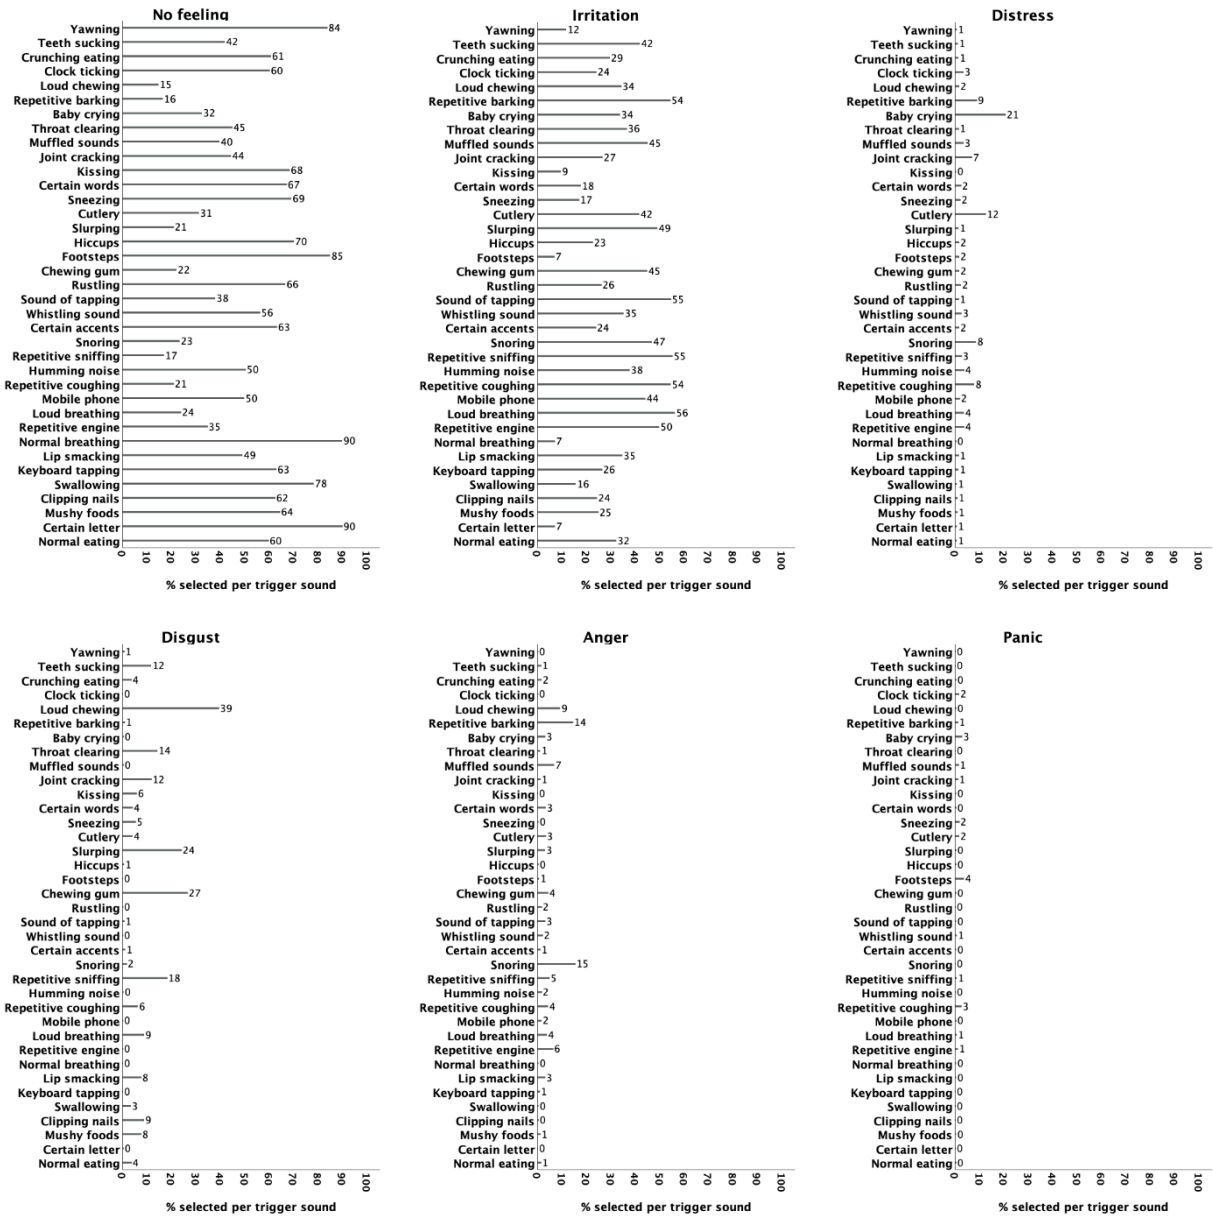 No feeling
Yawning 84
Teeth sucking 42
Crunching eating 61
Clock ticking 60
Loud chewing 15
Repetitive barking 16
Baby crying 32
Throat clearing 45
Muffled sounds 40
Joint cracking 44
Kissing 68
Certain words 67
Sneezing 69
Cutlery 31
Slurping 21
Hiccups 70
Footsteps 85
Chewing gum 22
Rustling 66
Sound of tapping 38
Whistling sound 56
Certain accents 63
Snoring 23
Repetitive sniffing 17
Humming noise 50
Repetitive coughing 21
Mobile phone 50
Loud breathing 24
Repetitive engine 35
Normal breathing 90
Lip smacking 49
Keyboard tapping 63
Swallowing 78
Clipping nails 62
Mushy foods 64
Certain letter 90
Normal eating 60
0 10 20 30 40 50 60 70 80 90 100
% selected per trigger sound
Irritation
Yawning 12
Teeth sucking 42
Crunching eating 29
Clock ticking 24
Loud chewing 34
Repetitive barking 54
Baby crying 34
Throat clearing 36
Muffled sounds 45
Joint cracking 27
Kissing 9
Certain words 18
Sneezing 17
Cutlery 42
Slurping 49
Hiccups 23
Footsteps 7
Chewing gum 45
Rustling 26
Sound of tapping 55
Whistling sound 35
Certain accents 24
Snoring 47
Repetitive sniffing 55
Humming noise 38
Repetitive coughing 54
Mobile phone 44
Loud breathing 56
Repetitive engine 50
Normal breathing 7
Lip smacking 35
Keyboard tapping 26
Swallowing 16
Clipping nails 24
Mushy foods 25
Certain letter 7
Normal eating 32
0 10 20 30 40 50 60 70 80 90 100
% selected per trigger sound
Distress
Yawning 1
Teeth sucking 1
Crunching eating 1
Clock ticking 3
Loud chewing 2
Repetitive barking 9
Baby crying 21
Throat clearing 1
Muffled sounds 3
Joint cracking 7
Kissing 0
Certain words 2
Sneezing 2
Cutlery 12
Slurping 1
Hiccups 2
Footsteps 2
Chewing gum 2
Rustling 2
Sound of tapping 1
Whistling sound 3
Certain accents 2
Snoring 8
Repetitive sniffing 3
Humming noise 4
Repetitive coughing 8
Mobile phone 2
Loud breathing 4
Repetitive engine 4
Normal breathing 0
Lip smacking 1
Keyboard tapping 1
Swallowing 1
Clipping nails 1
Mushy foods 1
Certain letter 1
Normal eating 1
0 10 20 30 40 50 60 70 80 90 100
% selected per trigger sound
Disgust
Yawning 1
Teeth sucking 12
Crunching eating 4
Clock ticking 0
Loud chewing 39
Repetitive barking 1
Baby crying 0
Throat clearing 14
Muffled sounds 0
Joint cracking 12
Kissing 6
Certain words 4
Sneezing 5
Cutlery 4
Slurping 24
Hiccups 1
Footsteps 0
Chewing gum 27
Rustling 0
Sound of tapping 1
Whistling sound 0
Certain accents 1
Snoring 2
Repetitive sniffing 18
Humming noise 0
Repetitive coughing 6
Mobile phone 0
Loud breathing 9
Repetitive engine 0
Normal breathing 0
Lip smacking 8
Keyboard tapping 0
Swallowing 3
Clipping nails 9
Mushy foods 8
Certain letter 0
Normal eating 4
0 10 20 30 40 50 60 70 80 90 100
% selected per trigger sound
Anger
Yawning 0
Teeth sucking 1
Crunching eating 2
Clock ticking 0
Loud chewing 9
Repetitive barking 14
Baby crying 3
Throat clearing 1
Muffled sounds 7
Joint cracking 1
Kissing 0
Certain words 3
Sneezing 0
Cutlery 3
Slurping 3
Hiccups 0
Footsteps 1
Chewing gum 4
Rustling 2
Sound of tapping 3
Whistling sound 2
Certain accents 1
Snoring 15
Repetitive sniffing 5
Humming noise 2
Repetitive coughing 4
Mobile phone 2
Loud breathing 4
Repetitive engine 6
Normal breathing 0
Lip smacking 3
Keyboard tapping 1
Swallowing 0
Clipping nails 0
Mushy foods 1
Certain letter 0
Normal eating 1
0 10 20 30 40 50 60 70 80 90 100
% selected per trigger sound
Panic
Yawning 0
Teeth sucking 0
Crunching eating 0
Clock ticking 2
Loud chewing 0
Repetitive barking 1
Baby crying 3
Throat clearing 0
Muffled sounds 1
Joint cracking 1
Kissing 0
Certain words 0
Sneezing 2
Cutlery 2
Slurping 0
Hiccups 0
Footsteps 4
Chewing gum 0
Rustling 0
Sound of tapping 0
Whistling sound 1
Certain accents 0
Snoring 0
Repetitive sniffing 1
Humming noise 0
Repetitive coughing 3
Mobile phone 0
Loud breathing 1
Repetitive engine 1
Normal breathing 0
Lip smacking 0
Keyboard tapping 0
Swallowing 0
Clipping nails 0
Mushy foods 0
Certain letter 0
Normal eating 0
0 10 20 30 40 50 60 70 80 90 100
% selected per trigger sound